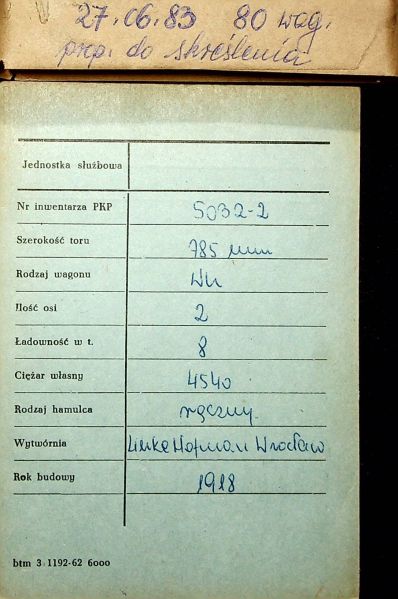 27.06.83 80 wag.
prp. do skreślenia
Jednostka służbowa
Nr inwentarza PKP 5032-2
Szerokość toru 785 mm
Rodzaj wagonu Wu
Ilość osi 2
Ładowność w t. 8
Ciężar własny 4540
Rodzaj hamulca ręczny
Wytwórnia Linke Hofman Wrocław
Rok budowy 1918
btm 3 1192-62 6000